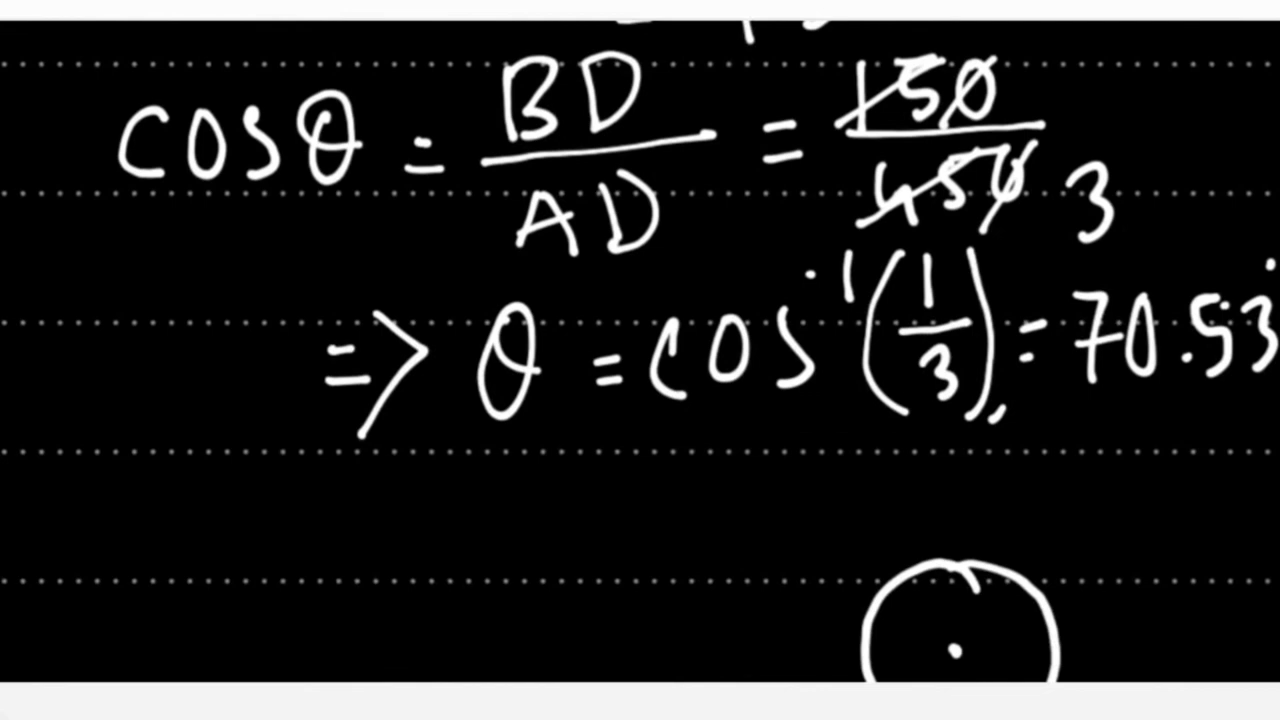 cosθ = BD/AD = 150/450 3
=> θ = cos⁻¹(1/3), = 70.53°